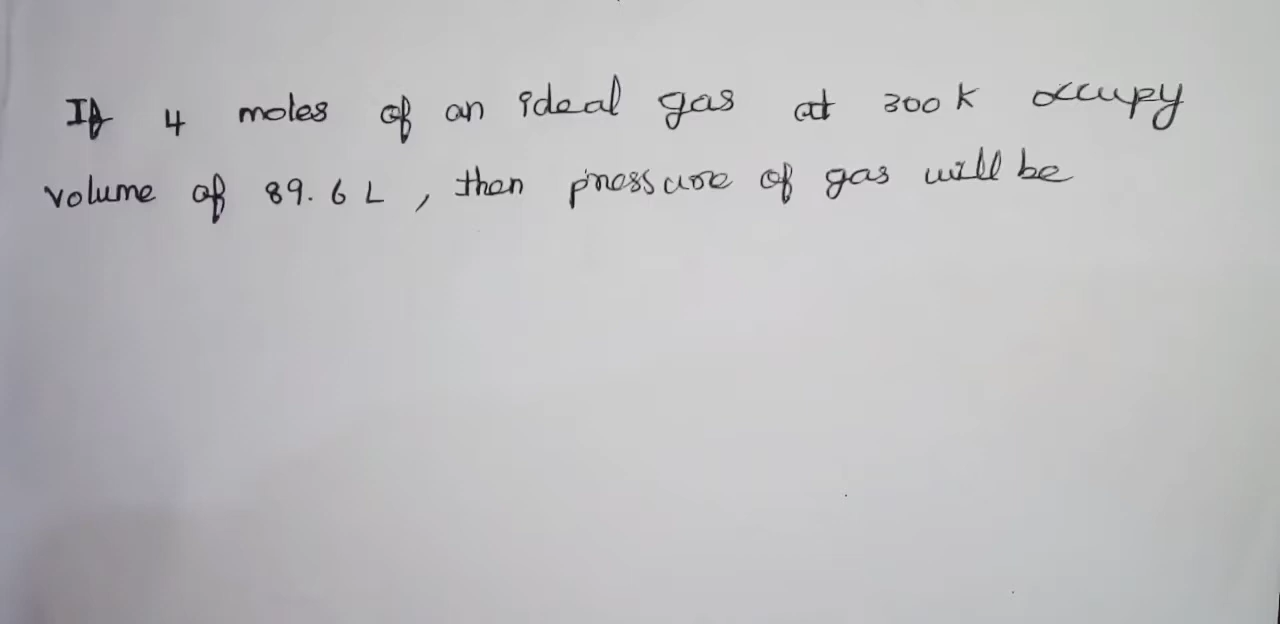 If 4 moles of an ideal gas at 300 K occupy
volume of 89.6 L, then pressure of gas will be